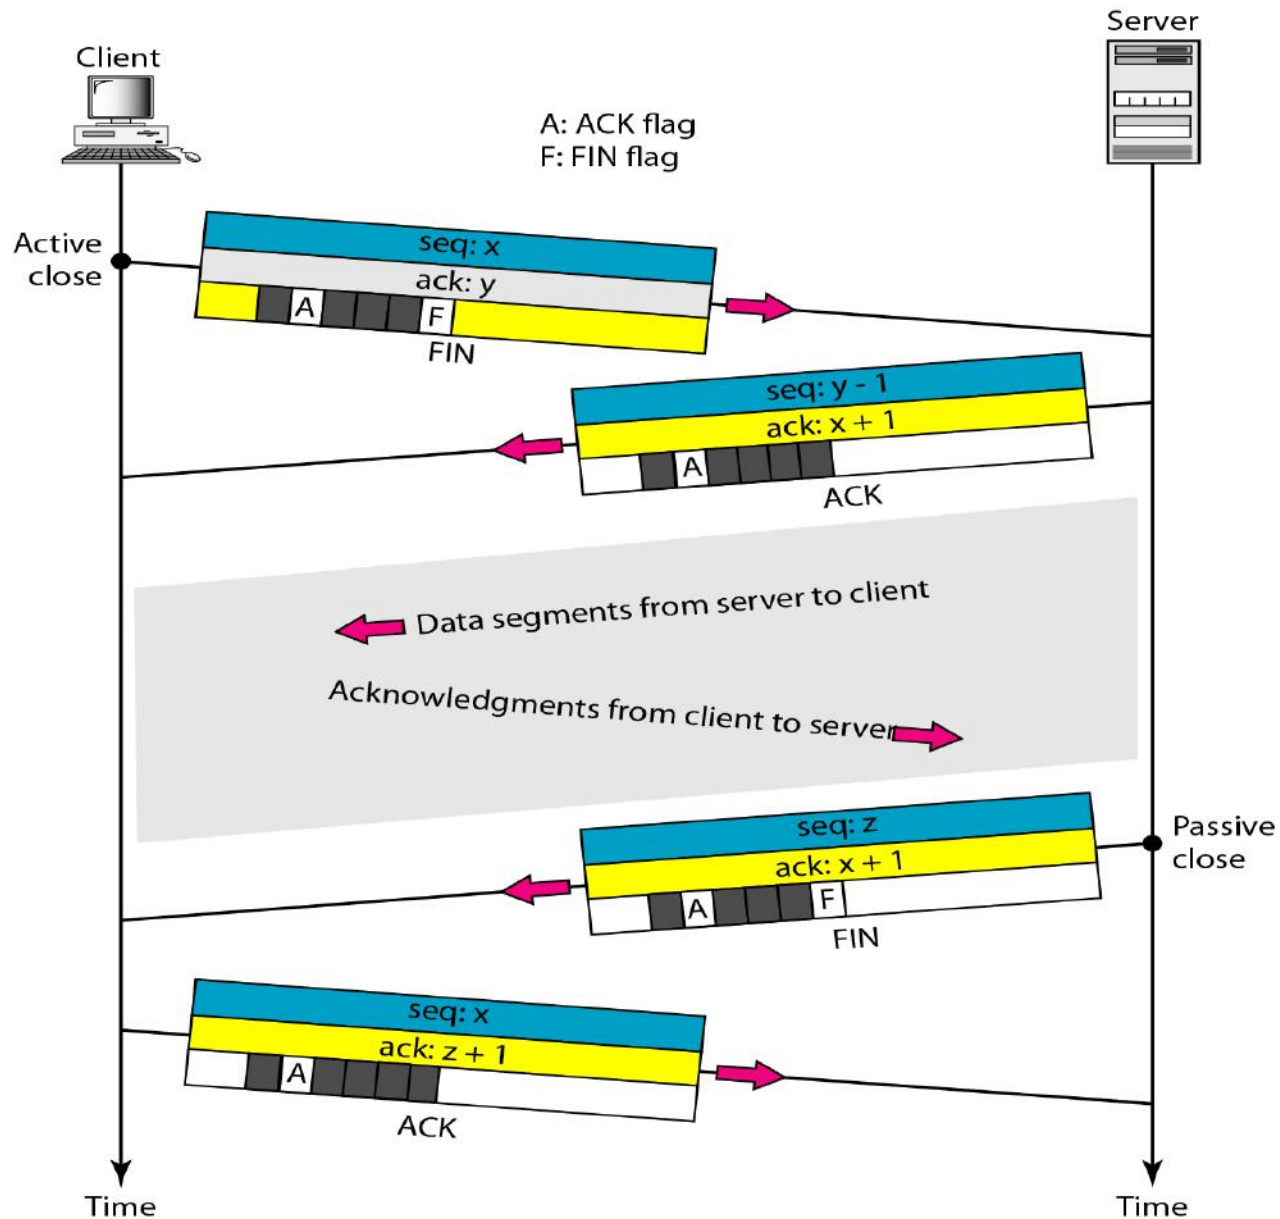 Server
Client
A: ACK flag
F: FIN flag
Active
close
seq: x
ack: y
A
F
FIN
seq: y - 1
ack: x + 1
A
ACK
Data segments from server to client
Acknowledgments from client to server
Passive
close
seq: z
ack: x + 1
A
F
FIN
seq: x
ack: z + 1
A
ACK
Time
Time